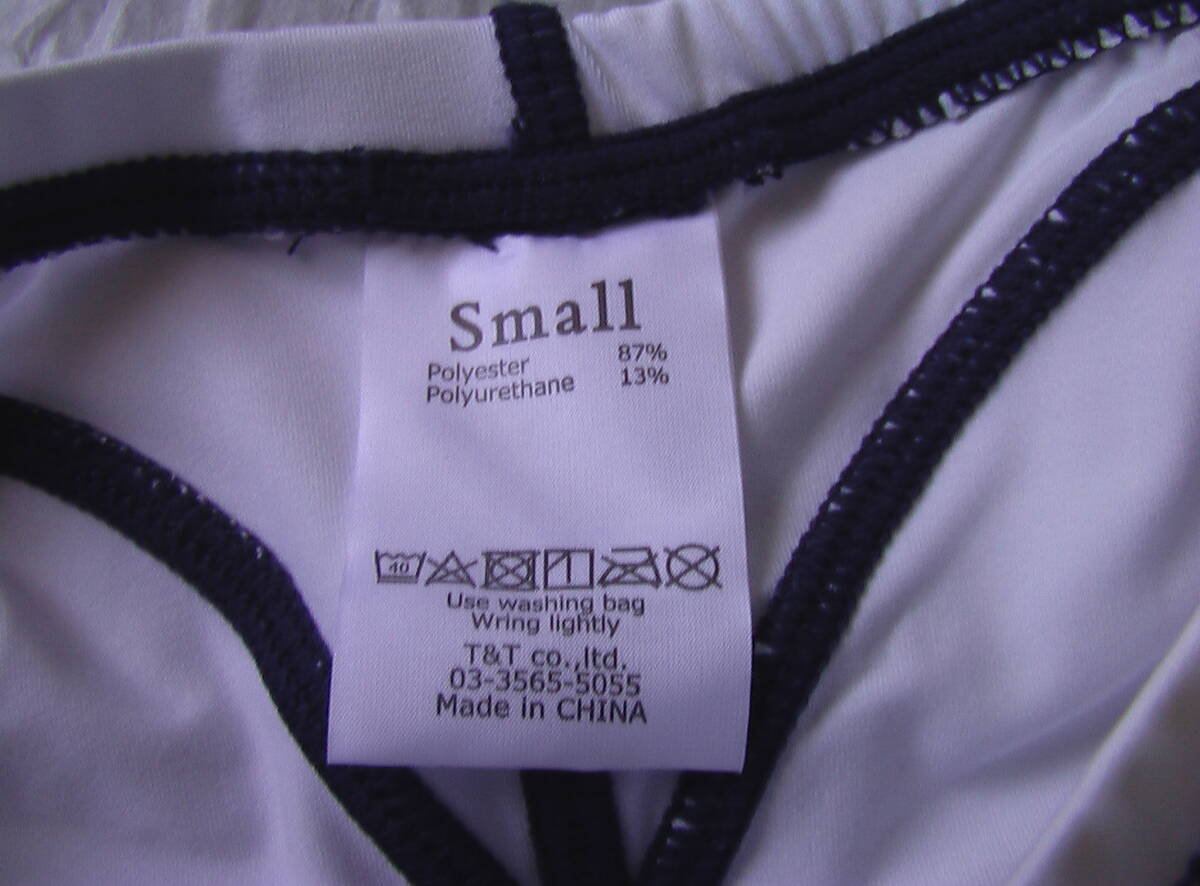 Small
Polyester 87%
Polyurethane 13%
40
Use washing bag
Wring lightly
T&T co.,ltd.
03-3565-5055
Made in CHINA